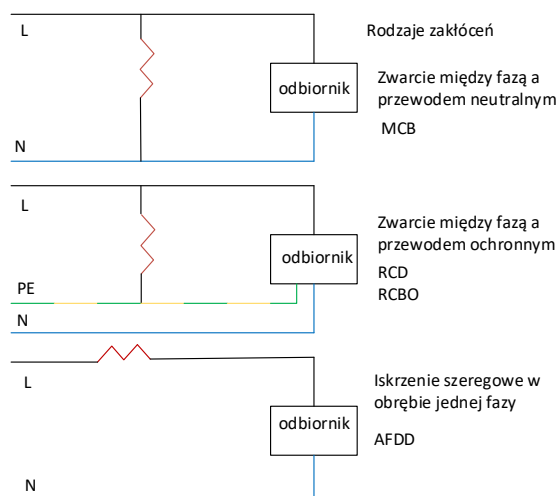 L
Rodzaje zakłóceń
odbiornik
Zwarcie między fazą a
przewodem neutralnym
MCB
N
L
Zwarcie między fazą a
przewodem ochronnym
odbiornik
RCD
PE
RCBO
N
L
Iskrzenie szeregowe w
obrębie jednej fazy
odbiornik
AFDD
N